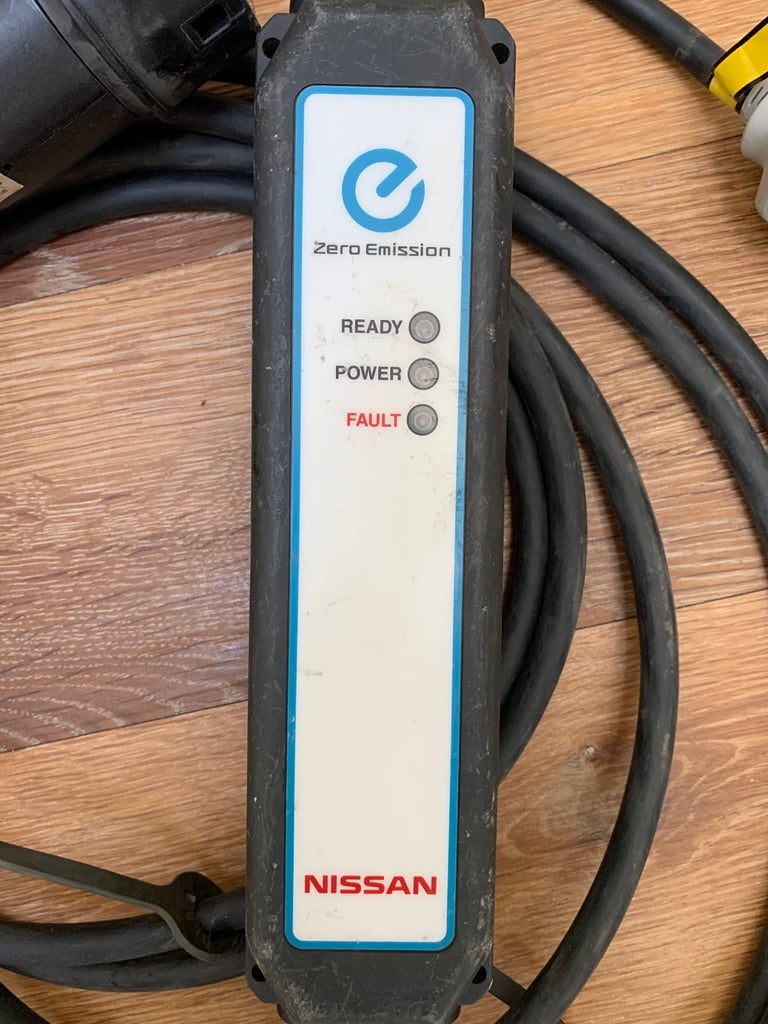 Zero Emission
READY
POWER
FAULT
NISSAN